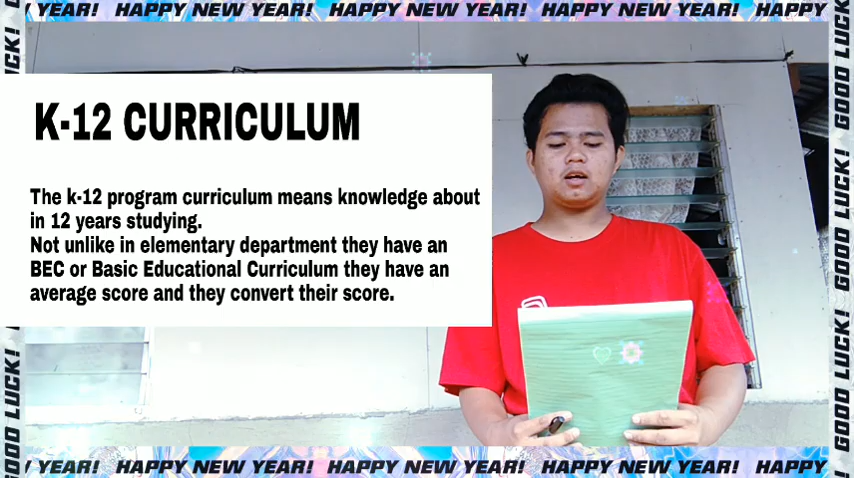 Y YEAR! HAPPY NEW YEAR! HAPPY NEW YEAR! HAPPY NEW YEAR! HAPPY
K-12 CURRICULUM
The k-12 program curriculum means knowledge about
in 12 years studying.
Not unlike in elementary department they have an
BEC or Basic Educational Curriculum they have an
average score and they convert their score.
GOOD LUCK!
GOOD LUCK!
GOOD LUCK!
GOOD LUCK!
GOOD LUCK!
Y YEAR! HAPPY NEW YEAR! HAPPY NEW YEAR! HAPPY NEW YEAR! HAPPY